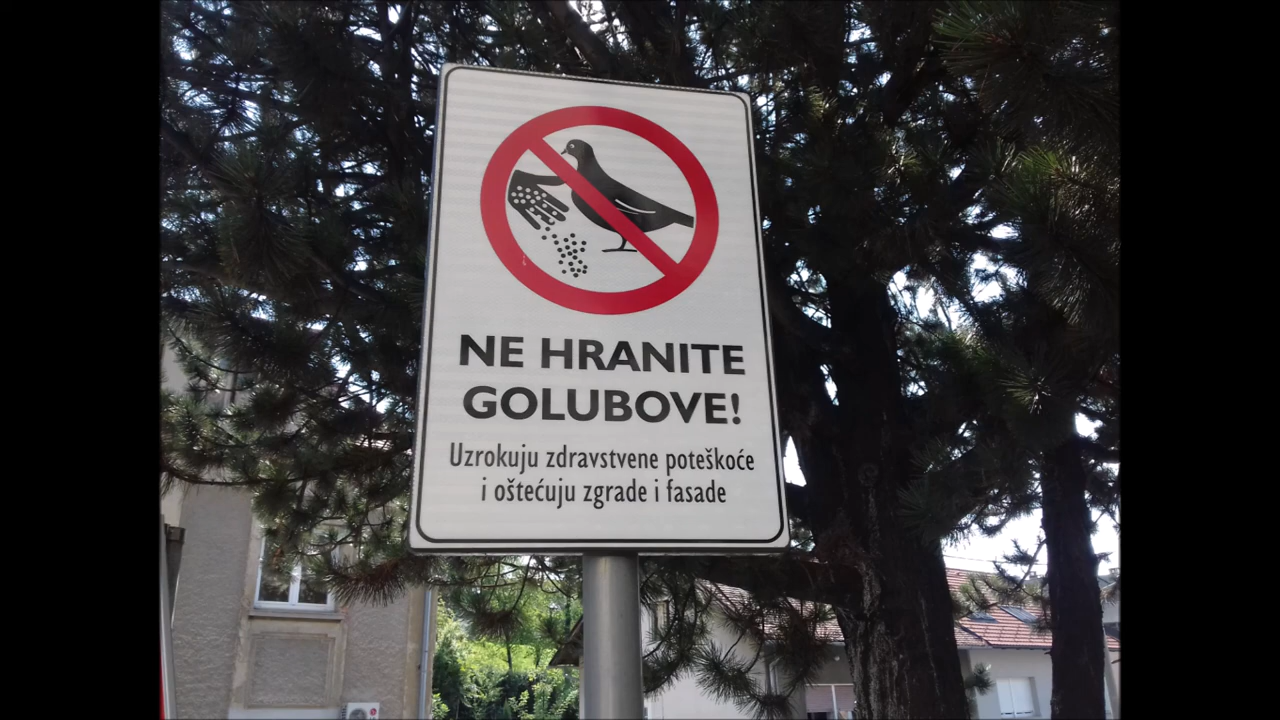 NE HRANITE
GOLUBOVE!
Uzrokuju zdravstvene poteškoće
i oštećuju zgrade i fasade